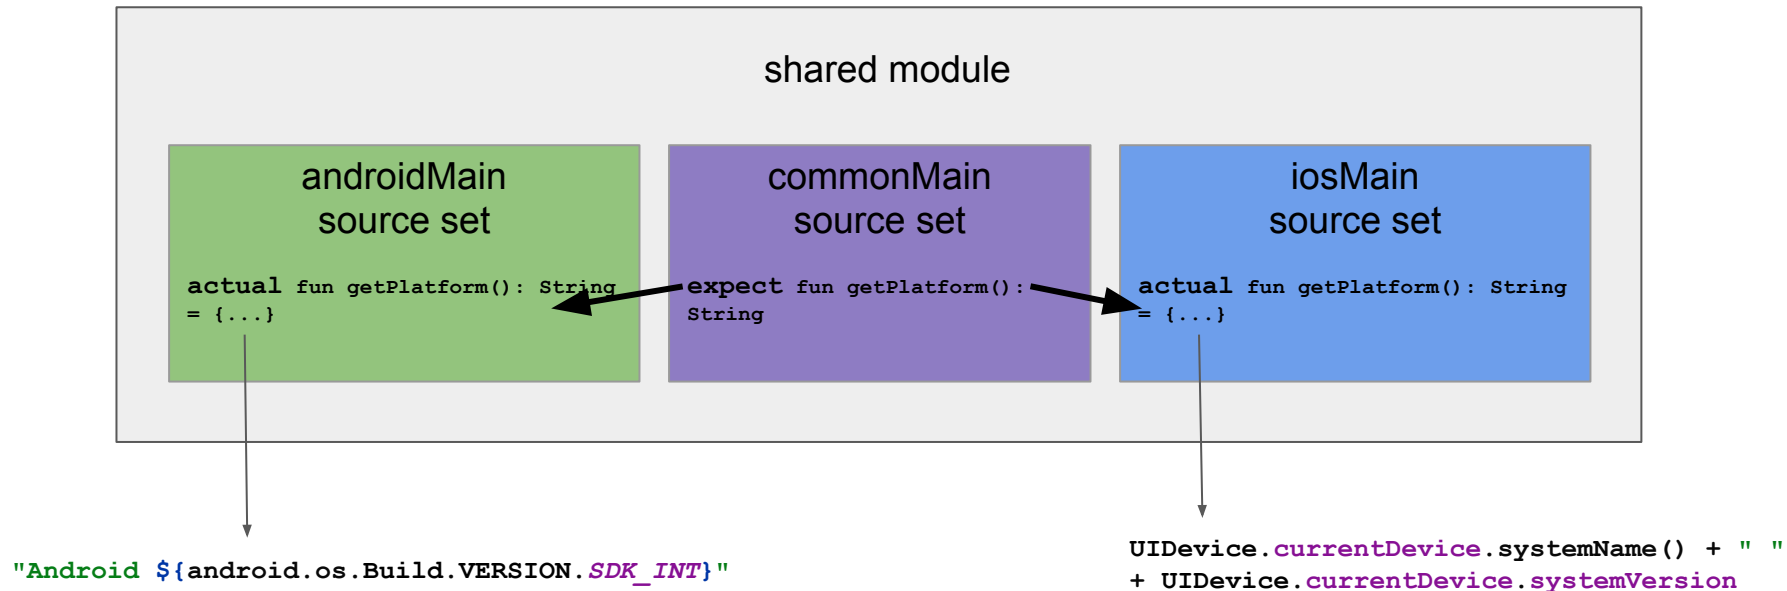 shared module
androidMain
source set
actual fun getPlatform(): String
= {...}
commonMain
source set
expect fun getPlatform():
String
iosMain
source set
actual fun getPlatform(): String
= {...}
"Android ${android.os.Build.VERSION.SDK_INT}"
UIDevice.currentDevice.systemName() + " "
+ UIDevice.currentDevice.systemVersion